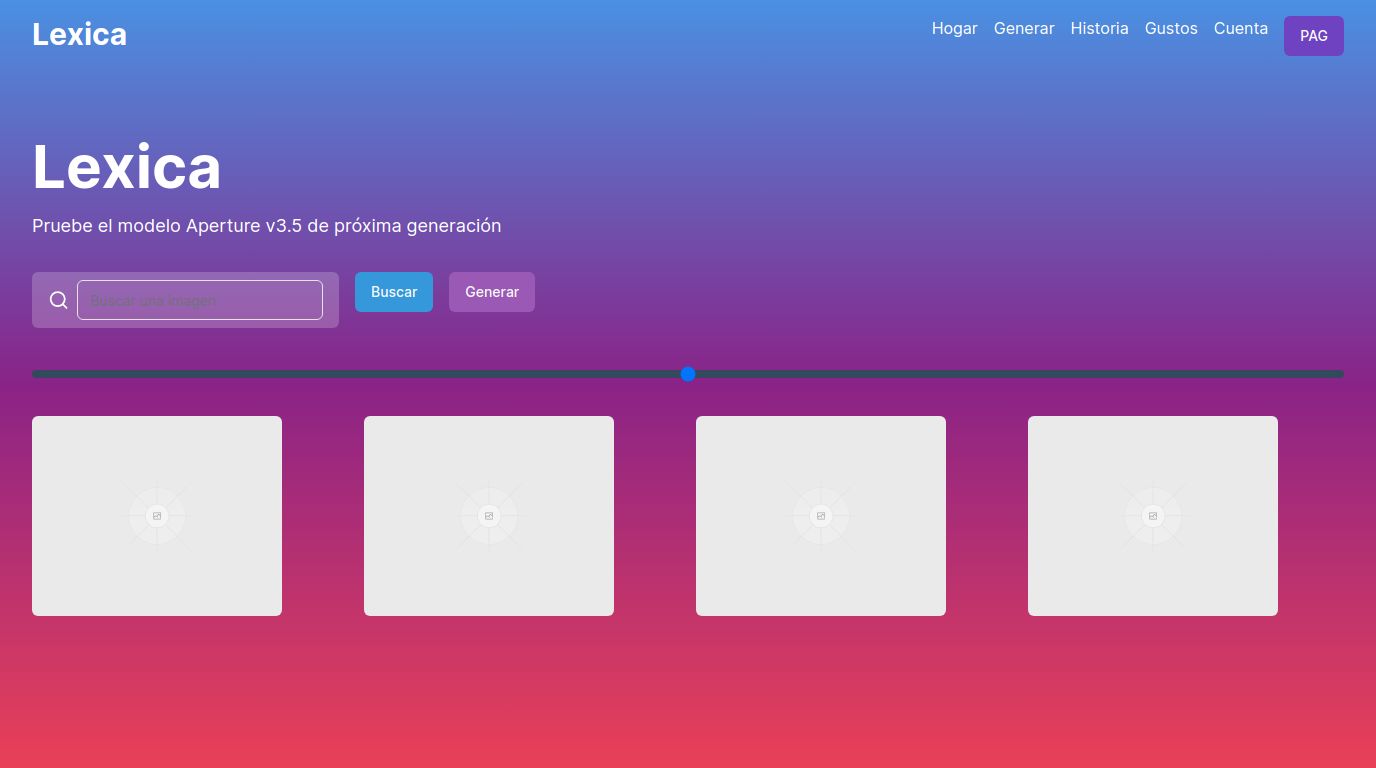 Lexica
Hogar Generar Historia Gustos Cuenta PAG
Lexica
Pruebe el modelo Aperture v3.5 de próxima generación
Buscar una imagen
Buscar
Generar